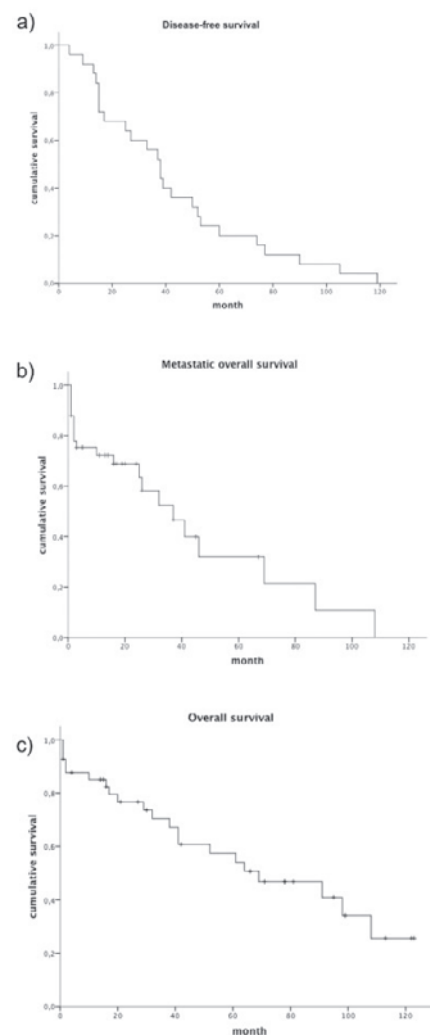 a)
Disease-free survival
cumulative survival
1,0
0,8
0,6
0,4
0,2
0,0
0 20 40 60 80 100 120
month
b)
Metastatic overall survival
cumulative survival
1,0
0,8
0,6
0,4
0,2
0,0
0 20 40 60 80 100 120
month
c)
Overall survival
cumulative survival
1,0
0,8
0,6
0,4
0,2
0,0
0 20 40 60 80 100 120
month